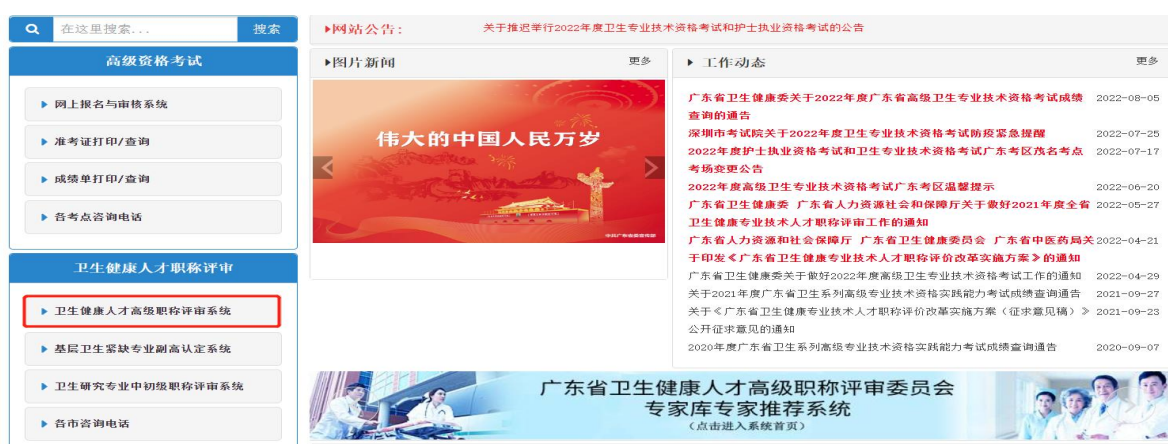 在这里搜索...
搜索
高级资格考试
网上报名与审核系统
准考证打印/查询
成绩单打印/查询
各考点咨询电话
卫生健康人才职称评审
卫生健康人才高级职称评审系统
基层卫生紧缺专业副高认定系统
卫生研究专业中初级职称评审系统
各市咨询电话
网站公告: 关于推迟举行2022年度卫生专业技术资格考试和护士执业资格考试的公告
图片新闻 更多
伟大的中国人民万岁
中共广东省委宣传部
工作动态 更多
广东省卫生健康委关于2022年度广东省高级卫生专业技术资格考试成绩 2022-08-05
查询的通告
深圳市考试院关于2022年度卫生专业技术资格考试防疫紧急提醒 2022-07-25
2022年度护士执业资格考试和卫生专业技术资格考试广东考区茂名考点 2022-07-17
考场变更公告
2022年度高级卫生专业技术资格考试广东考区温馨提示 2022-06-20
广东省卫生健康委 广东省人力资源社会和保障厅关于做好2021年度全省 2022-05-27
卫生健康专业技术人才职称评审工作的通知
广东省人力资源和社会保障厅 广东省卫生健康委员会 广东省中医药局关 2022-04-21
于印发《广东省卫生健康专业技术人才职称评价改革实施方案》的通知
广东省卫生健康委关于做好2022年度高级卫生专业技术资格考试工作的通知 2022-04-29
关于2021年度广东省卫生系列高级专业技术资格实践能力考试成绩查询通告 2021-09-27
关于《广东省卫生健康专业技术人才职称评价改革实施方案（征求意见稿）》 2021-09-23
公开征求意见的通知
2020年度广东省卫生系列高级专业技术资格实践能力考试成绩查询通告 2020-09-07
广东省卫生健康人才高级职称评审委员会
专家库专家推荐系统
（点击进入系统首页）